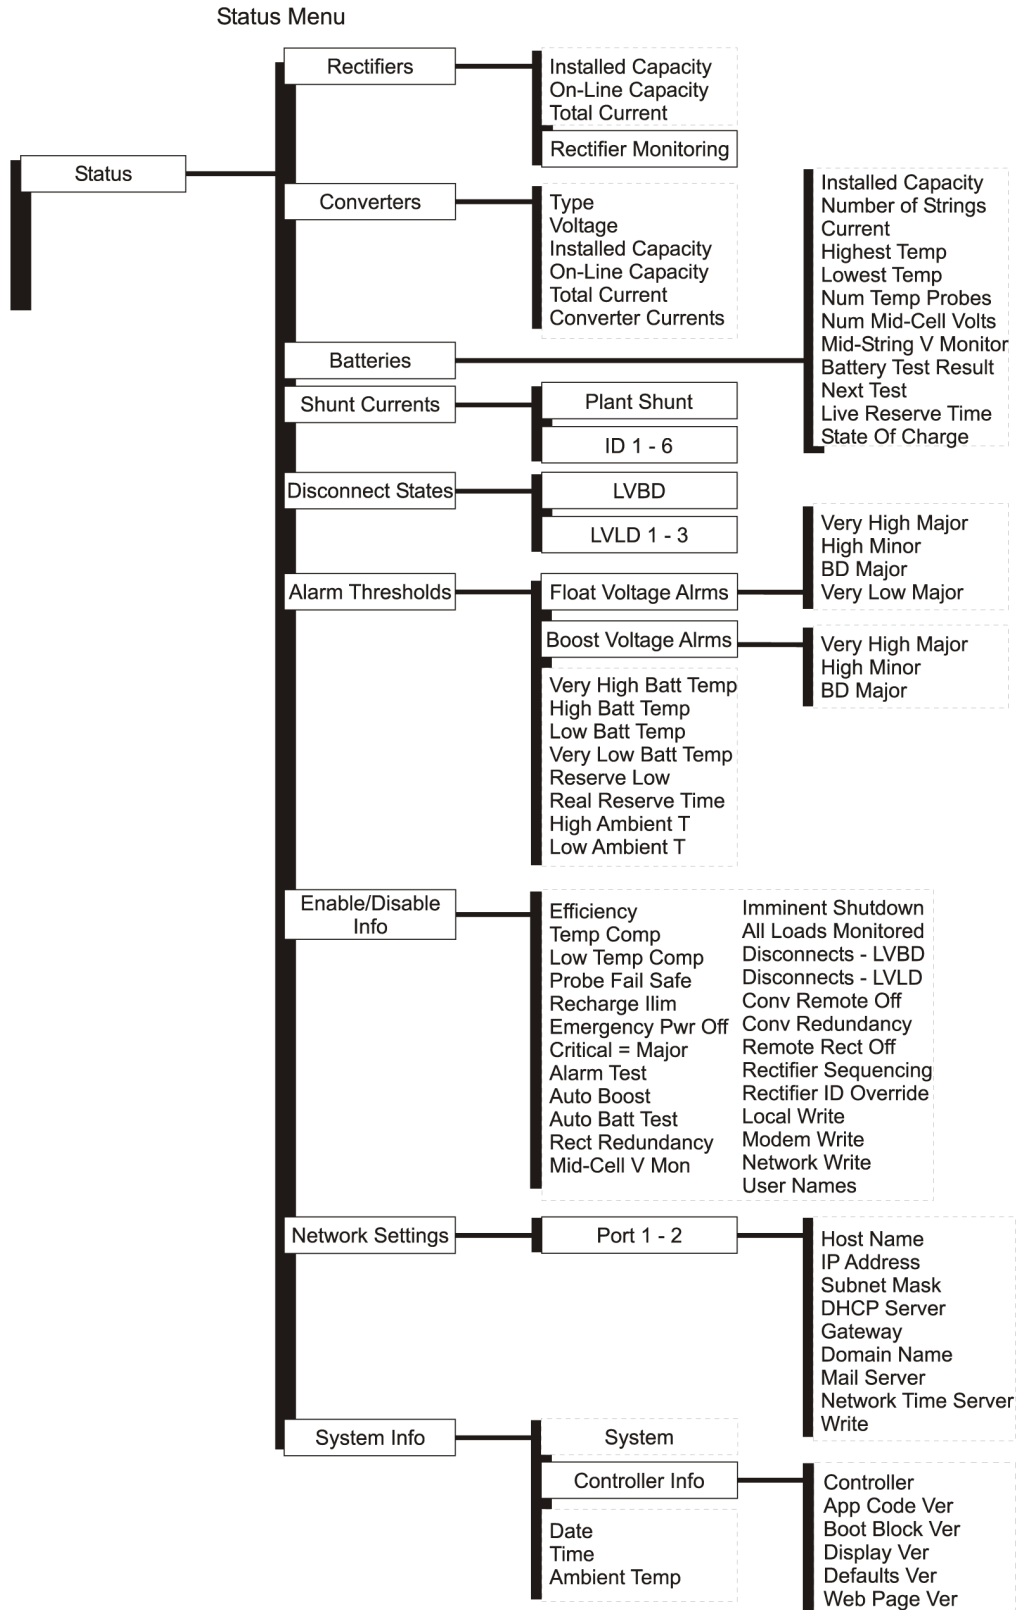 Status Menu
Status
Rectifiers
Installed Capacity
On-Line Capacity
Total Current
Rectifier Monitoring
Converters
Type
Voltage
Installed Capacity
On-Line Capacity
Total Current
Converter Currents
Batteries
Installed Capacity
Number of Strings
Current
Highest Temp
Lowest Temp
Num Temp Probes
Num Mid-Cell Volts
Mid-String V Monitor
Battery Test Result
Next Test
Live Reserve Time
State Of Charge
Shunt Currents
Plant Shunt
ID 1 - 6
Disconnect States
LVBD
LVLD 1 - 3
Alarm Thresholds
Float Voltage Alrms
Very High Major
High Minor
BD Major
Very Low Major
Boost Voltage Alrms
Very High Major
High Minor
BD Major
Very High Batt Temp
High Batt Temp
Low Batt Temp
Very Low Batt Temp
Reserve Low
Real Reserve Time
High Ambient T
Low Ambient T
Enable/Disable
Info
Efficiency
Temp Comp
Low Temp Comp
Probe Fail Safe
Recharge Ilim
Emergency Pwr Off
Critical = Major
Alarm Test
Auto Boost
Auto Batt Test
Rect Redundancy
Mid-Cell V Mon
Imminent Shutdown
All Loads Monitored
Disconnects - LVBD
Disconnects - LVLD
Conv Remote Off
Conv Redundancy
Remote Rect Off
Rectifier Sequencing
Rectifier ID Override
Local Write
Modem Write
Network Write
User Names
Network Settings
Port 1 - 2
Host Name
IP Address
Subnet Mask
DHCP Server
Gateway
Domain Name
Mail Server
Network Time Server
Write
System Info
System
Controller Info
Controller
App Code Ver
Boot Block Ver
Display Ver
Defaults Ver
Web Page Ver
Date
Time
Ambient Temp